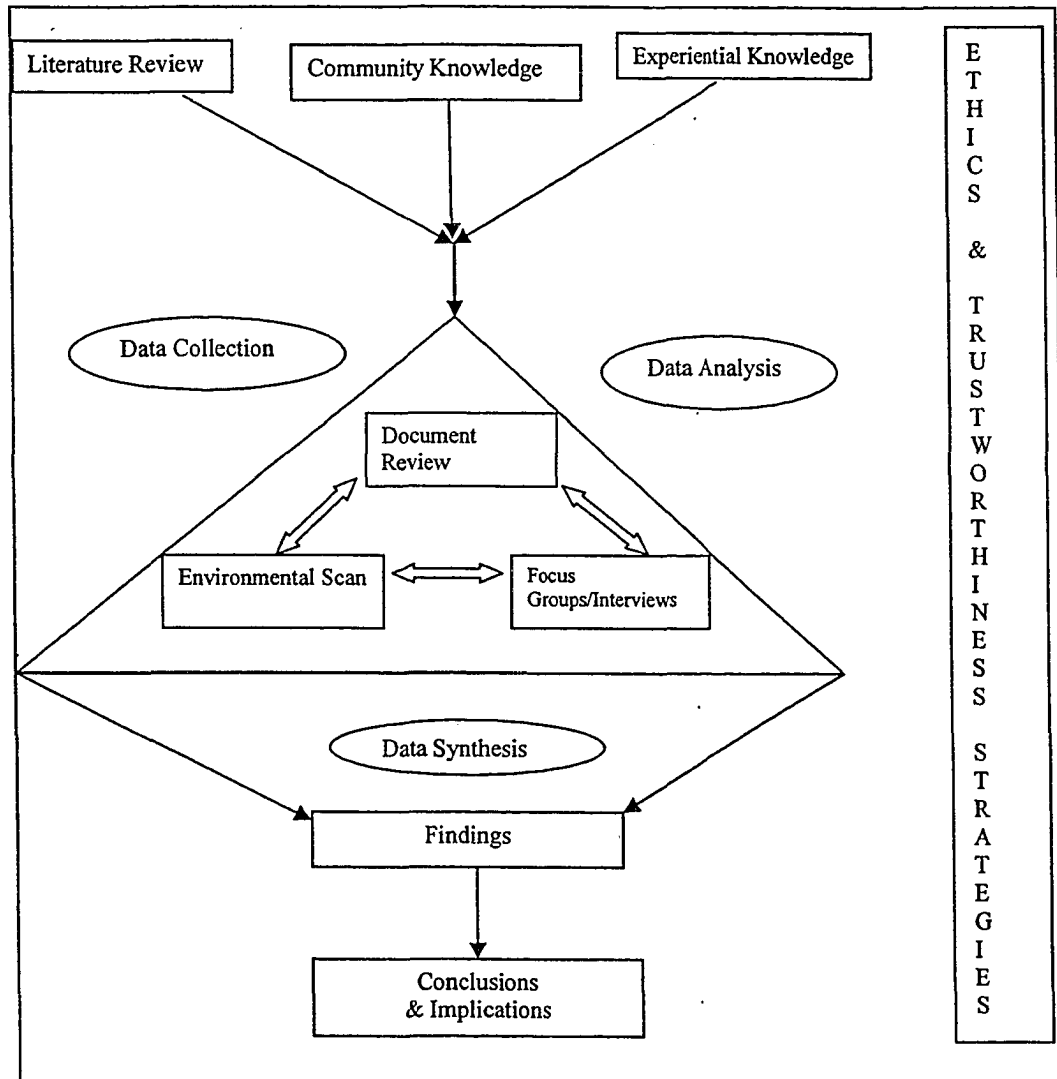 Literature Review
Community Knowledge
Experiential Knowledge
Data Collection
Data Analysis
Document
Review
Environmental Scan
Focus
Groups/Interviews
Data Synthesis
Findings
Conclusions
& Implications
ETHICS & TRUSTWORTHINESS STRATEGIES